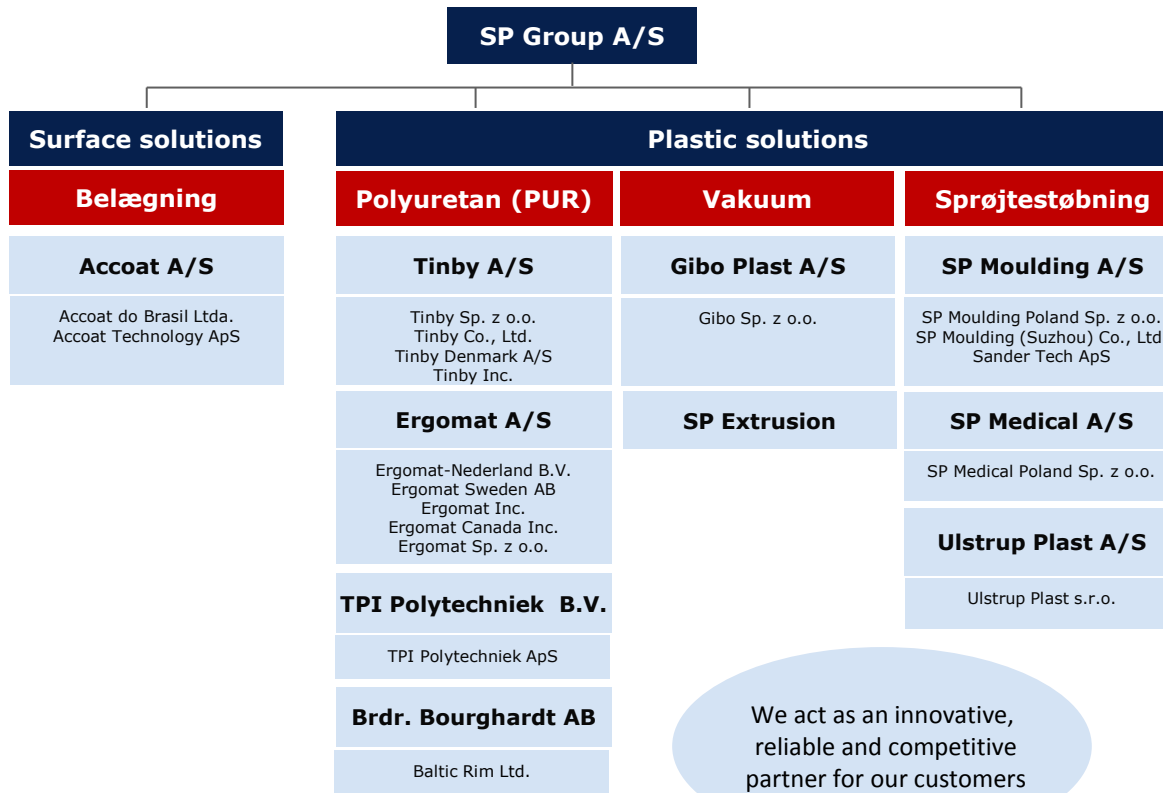 SP Group A/S
Surface solutions
Belægning
Accoat A/S
Accoat do Brasil Ltda.
Accoat Technology ApS
Plastic solutions
Polyuretan (PUR)
Tinby A/S
Tinby Sp. z o.o.
Tinby Co., Ltd.
Tinby Denmark A/S
Tinby Inc.
Ergomat A/S
Ergomat-Nederland B.V.
Ergomat Sweden AB
Ergomat Inc.
Ergomat Canada Inc.
Ergomat Sp. z o.o.
TPI Polytechniek B.V.
TPI Polytechniek ApS
Brdr. Bourghardt AB
Baltic Rim Ltd.
Vakuum
Gibo Plast A/S
Gibo Sp. z o.o.
SP Extrusion
Sprøjtestøbning
SP Moulding A/S
SP Moulding Poland Sp. z o.o.
SP Moulding (Suzhou) Co., Ltd
Sander Tech ApS
SP Medical A/S
SP Medical Poland Sp. z o.o.
Ulstrup Plast A/S
Ulstrup Plast s.r.o.
We act as an innovative,
reliable and competitive
partner for our customers